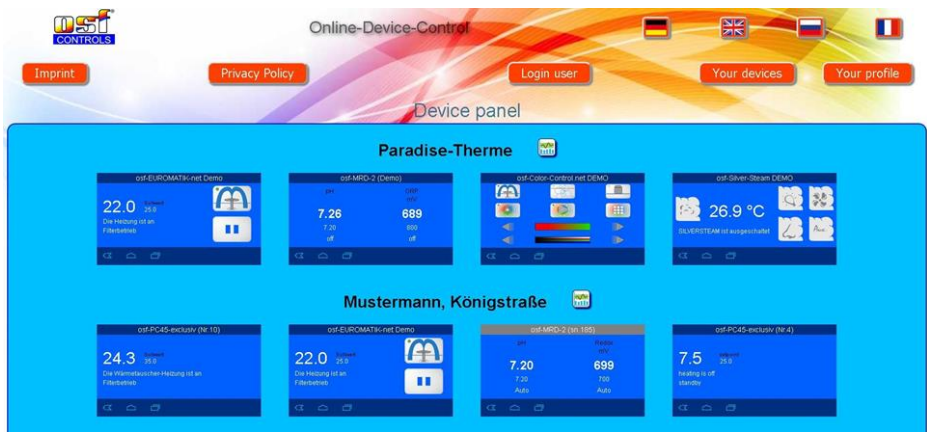 osf
CONTROLS
Online-Device-Control
Imprint
Privacy Policy
Login user
Your devices
Your profile
Device panel
Paradise-Therme
osf-EUROMATIK-net Demo
22.0
25.0
Die Heizung ist an
Filterbetrieb
osf-MRD-2 (Demo)
pH
mV
7.26
689
7.20
off
off
osf-Color-Control.net DEMO
osf-Silver-Steam DEMO
26.9 °C
SILVERSTEAM ist ausgeschaltet
Mustermann, Königstraße
osf-PC45-exclusiv (Nr.10)
24.3
Die Wärmetauscher-Heizung ist an
Filterbetrieb
osf-EUROMATIK-net Demo
22.0
25.0
Die Heizung ist an
Filterbetrieb
osf-MRD-2 (sn.185)
pH
Redox
mV
7.20
699
7.20
700
Auto
Auto
osf-PC45-exclusiv (Nr.4)
7.5
25.0
heating is off
standby